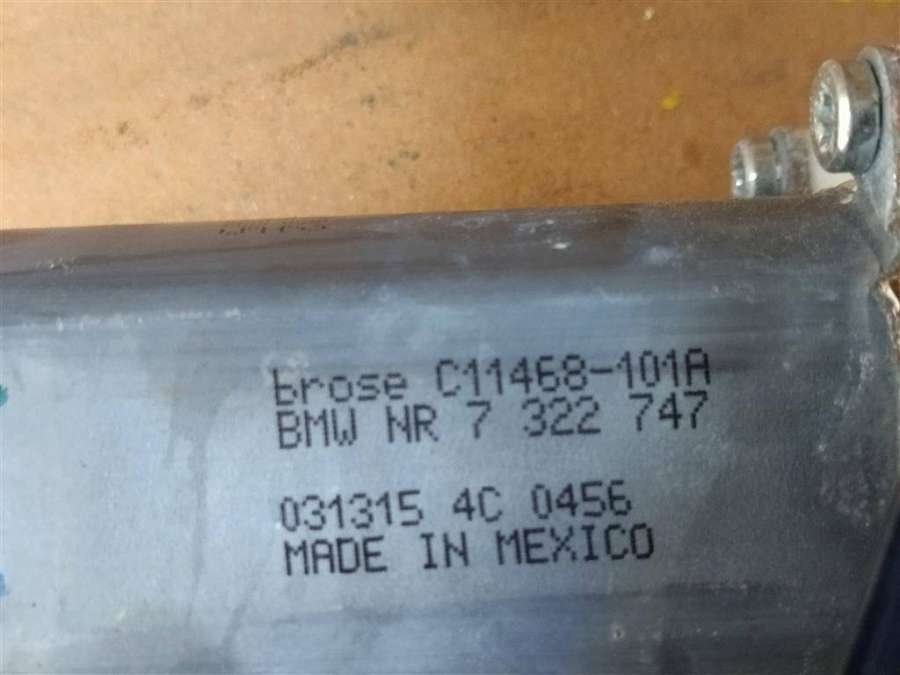 brose C11468-101A
BMW NR 7 322 747
031315 4C 0456
MADE IN MEXICO